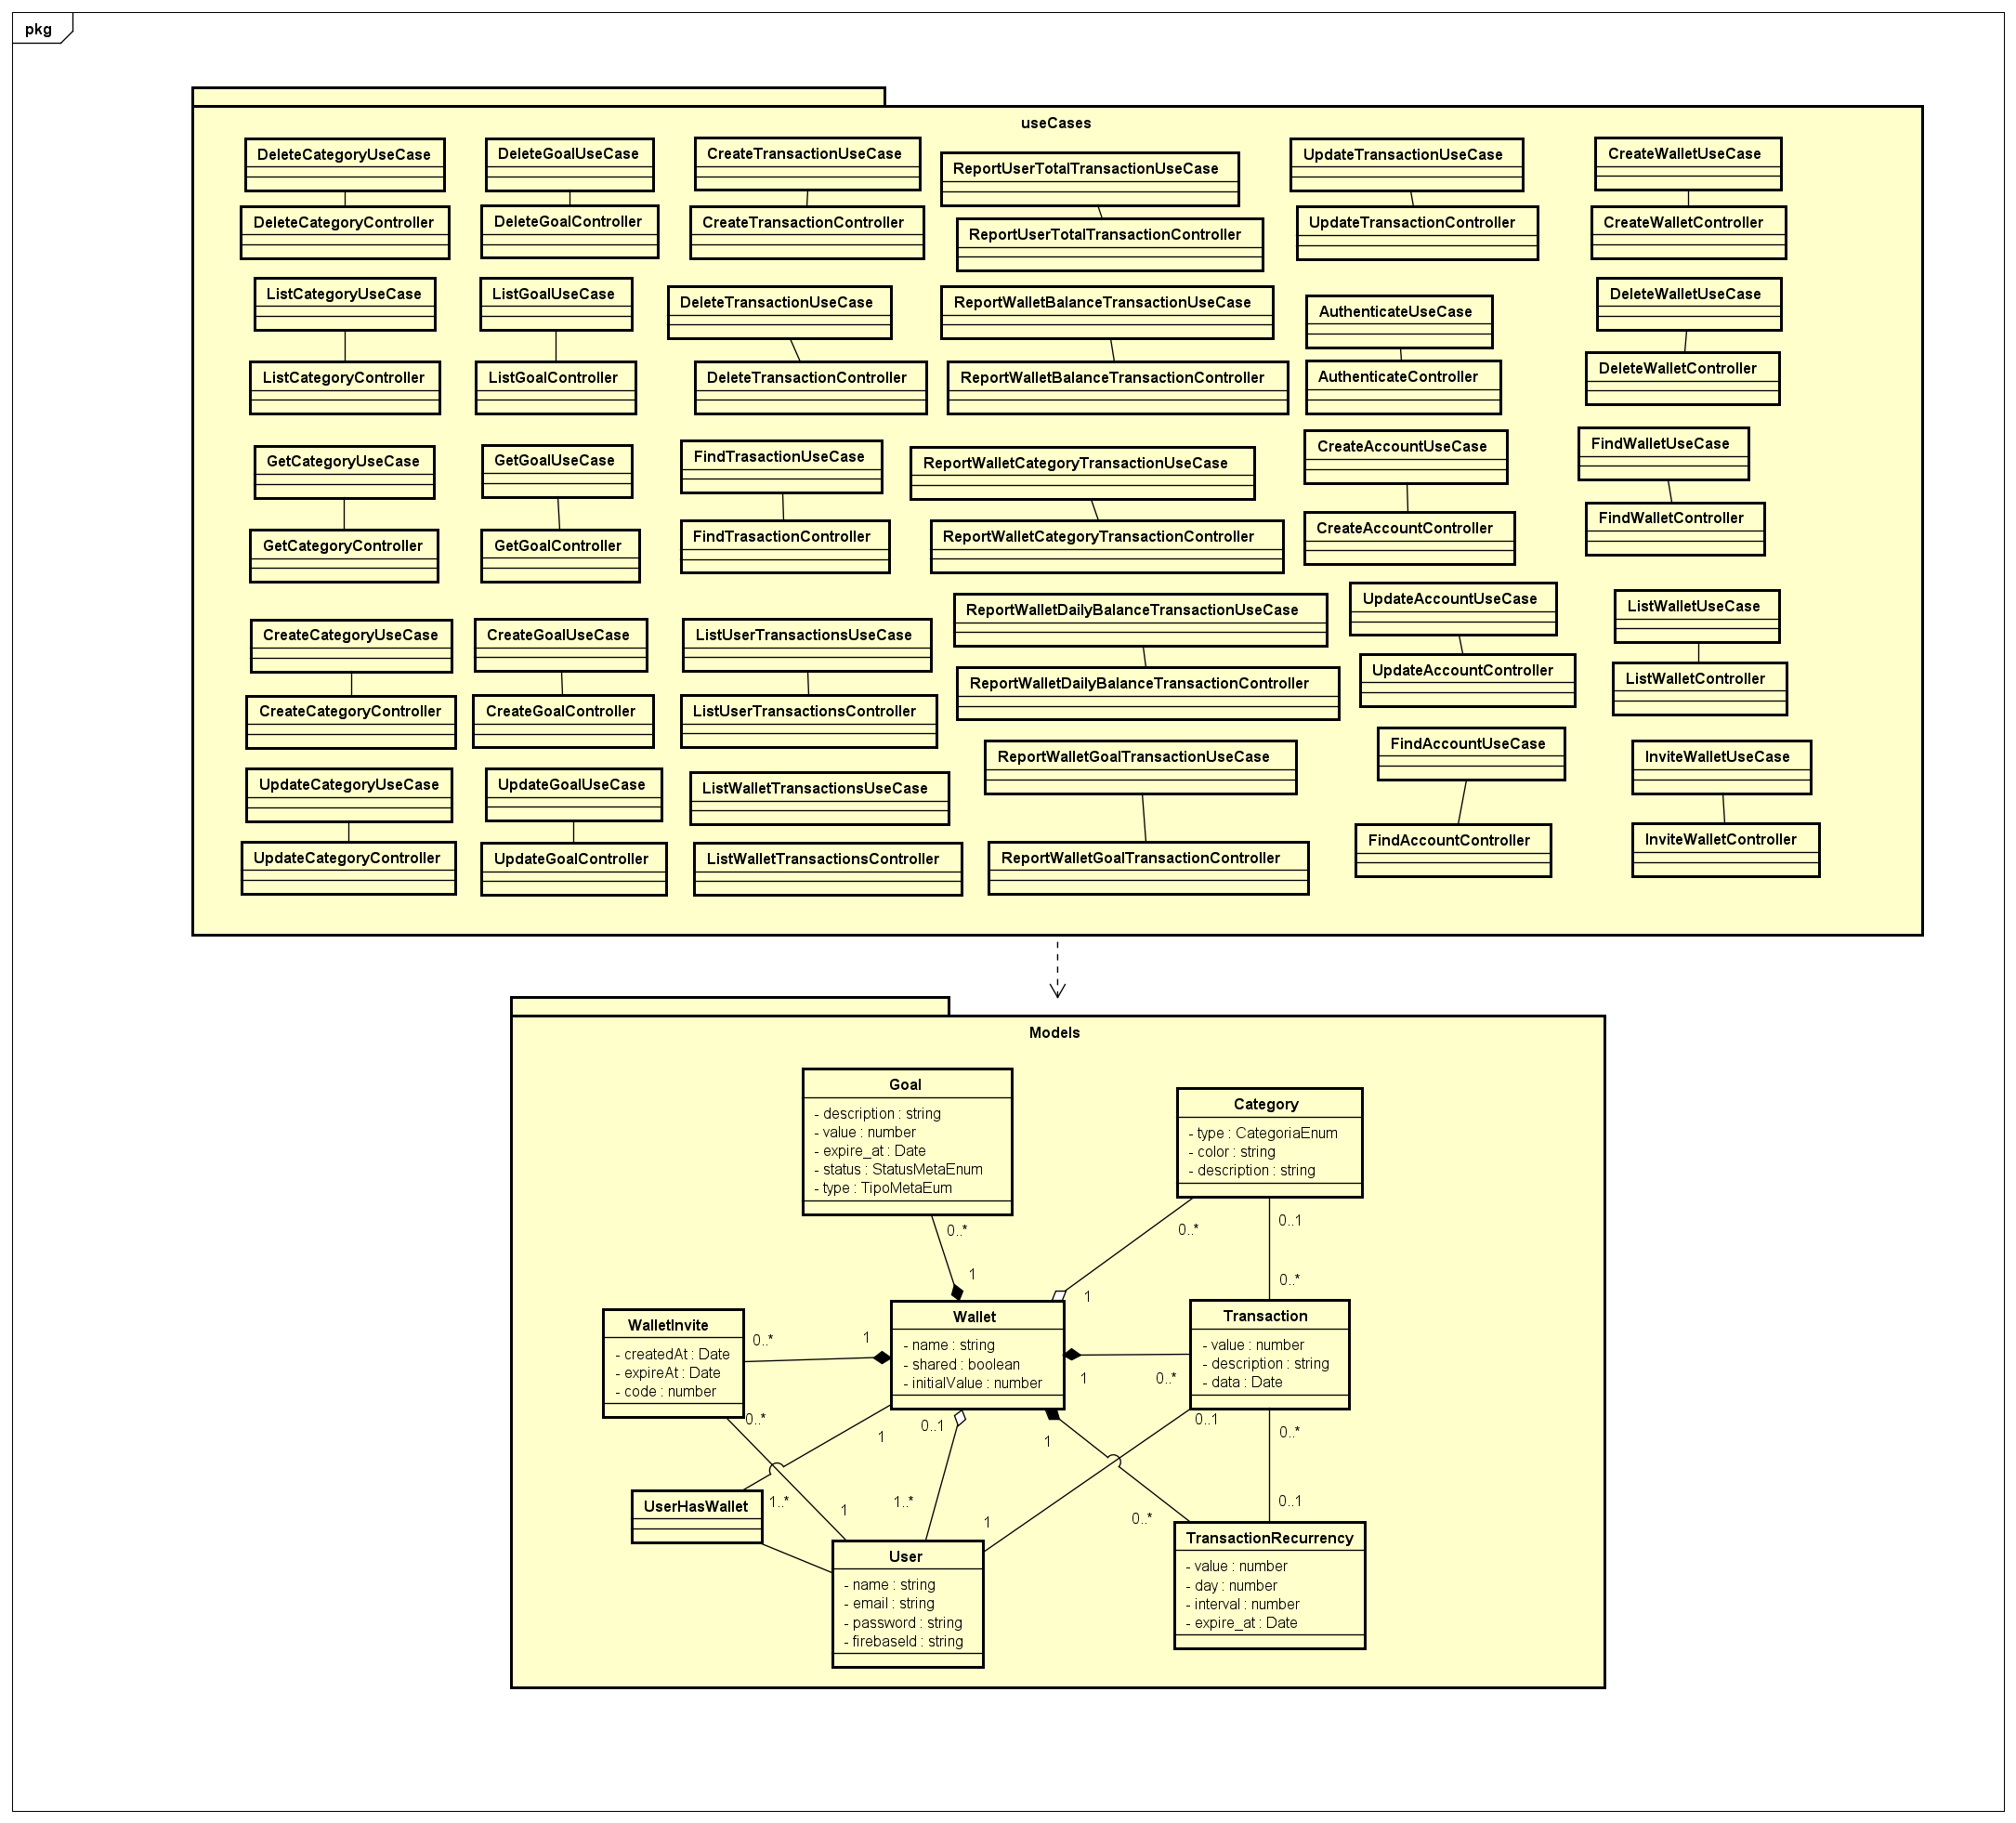 pkg
useCases
DeleteCategoryUseCase
DeleteCategoryController
ListCategoryUseCase
ListCategoryController
GetCategoryUseCase
GetCategoryController
CreateCategoryUseCase
CreateCategoryController
UpdateCategoryUseCase
UpdateCategoryController
DeleteGoalUseCase
DeleteGoalController
ListGoalUseCase
ListGoalController
GetGoalUseCase
GetGoalController
CreateGoalUseCase
CreateGoalController
UpdateGoalUseCase
UpdateGoalController
CreateTransactionUseCase
CreateTransactionController
DeleteTransactionUseCase
DeleteTransactionController
FindTrasactionUseCase
FindTrasactionController
ListUserTransactionsUseCase
ListUserTransactionsController
ListWalletTransactionsUseCase
ListWalletTransactionsController
ReportUserTotalTransactionUseCase
ReportUserTotalTransactionController
ReportWalletBalanceTransactionUseCase
ReportWalletBalanceTransactionController
ReportWalletCategoryTransactionUseCase
ReportWalletCategoryTransactionController
ReportWalletDailyBalanceTransactionUseCase
ReportWalletDailyBalanceTransactionController
ReportWalletGoalTransactionUseCase
ReportWalletGoalTransactionController
UpdateTransactionUseCase
UpdateTransactionController
AuthenticateUseCase
AuthenticateController
CreateAccountUseCase
CreateAccountController
UpdateAccountUseCase
UpdateAccountController
FindAccountUseCase
FindAccountController
CreateWalletUseCase
CreateWalletController
DeleteWalletUseCase
DeleteWalletController
FindWalletUseCase
FindWalletController
ListWalletUseCase
ListWalletController
InviteWalletUseCase
InviteWalletController
Models
Goal
- description : string
- value : number
- expire_at : Date
- status : StatusMetaEnum
- type : TipoMetaEum
Category
- type : CategoriaEnum
- color : string
- description : string
0..*
1
0..*
1
0..1
0..*
WalletInvite
- createdAt : Date
- expireAt : Date
- code : number
0..*
1
Wallet
- name : string
- shared : boolean
- initialValue : number
1
0..*
Transaction
- value : number
- description : string
- data : Date
0..*
1
0..1
1
0..1
0..*
UserHasWallet
1..*
1
1..*
1
0..*
0..1
User
- name : string
- email : string
- password : string
- firebaseId : string
TransactionRecurrency
- value : number
- day : number
- interval : number
- expire_at : Date